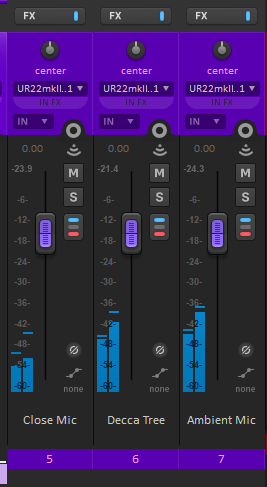 FX FX FX
center center center
UR22mkII..1 UR22mkII..1 UR22mkII..1
IN FX IN FX IN FX
IN IN IN
0.00 0.00 0.00
-23.9 -21.4 -24.3
M M M
-6- -6- -6-
S S S
-12- -12- -12-
-18- -18- -18-
-24- -24- -24-
-30- -30- -30-
-36- -36- -36-
-42- -42- -42-
-48- -48- -48-
-54- -54- -54-
-60- -60- -60-
none none none
Close Mic Decca Tree Ambient Mic
5 6 7